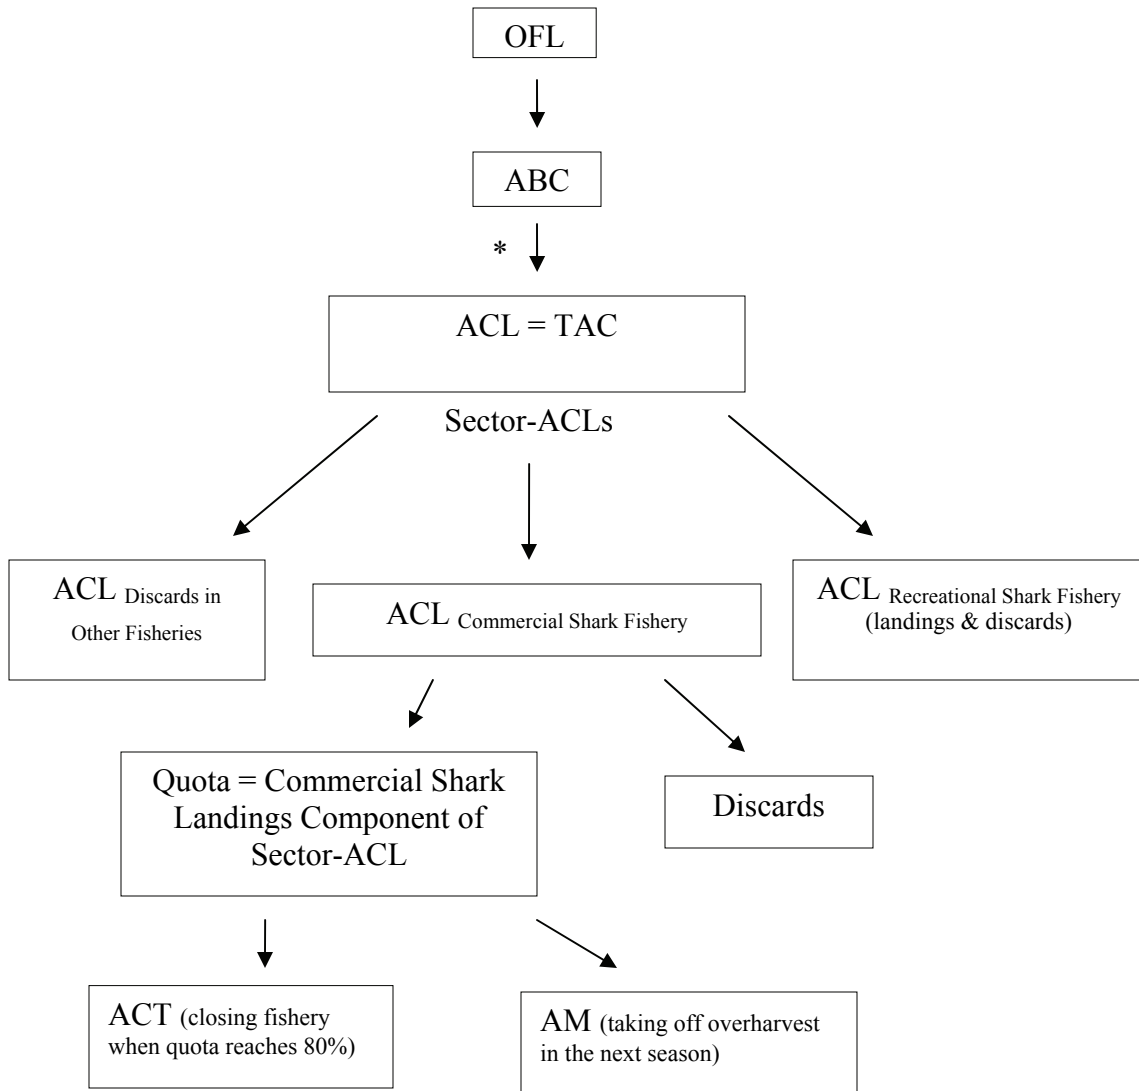 OFL
ABC
*
ACL = TAC
Sector-ACLs
ACL Discards in
Other Fisheries
ACL Commercial Shark Fishery
ACL Recreational Shark Fishery
(landings & discards)
Quota = Commercial Shark
Landings Component of
Sector-ACL
Discards
ACT (closing fishery
when quota reaches 80%)
AM (taking off overharvest
in the next season)